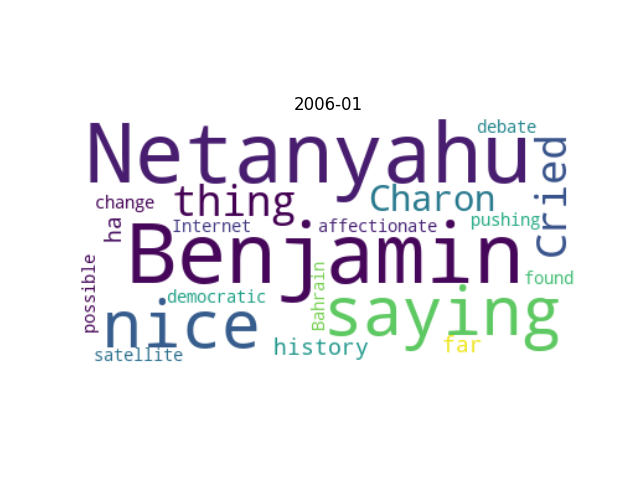 2006-01
debate
Netanyahu
cried
change
thing
Charon
ha
Internet
affectionate
pushing
Benjamin
possible
Bahrain
found
democratic
nice
saying
history
far
satellite